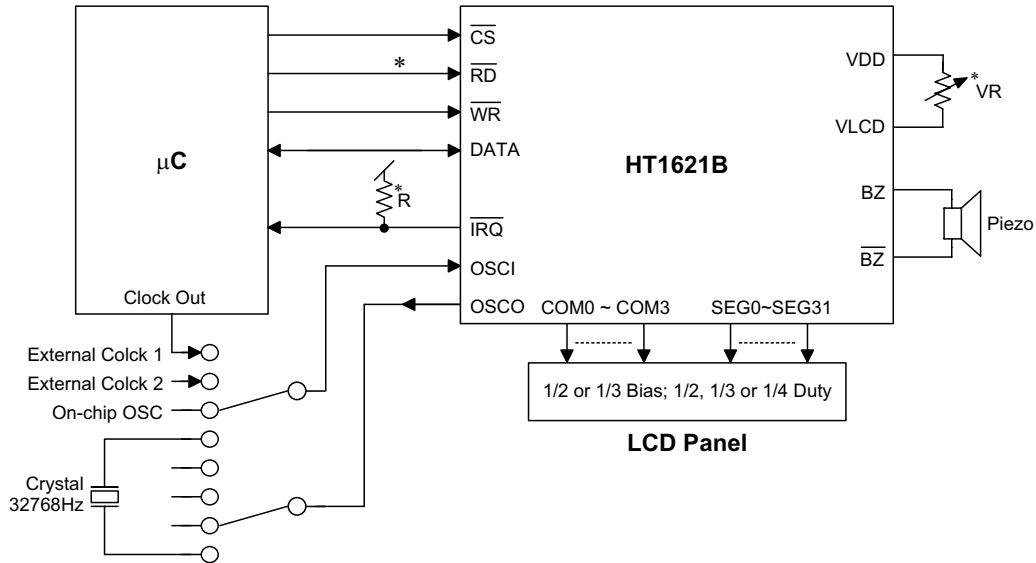 μC
Clock Out
CS
RD
*
WR
DATA
*
R
IRQ
OSCI
OSCO
HT1621B
VDD
VLCD
BZ
BZ
COM0 ~ COM3
SEG0~SEG31
*
VR
Piezo
External Colck 1
External Colck 2
On-chip OSC
Crystal
32768Hz
1/2 or 1/3 Bias; 1/2, 1/3 or 1/4 Duty
LCD Panel